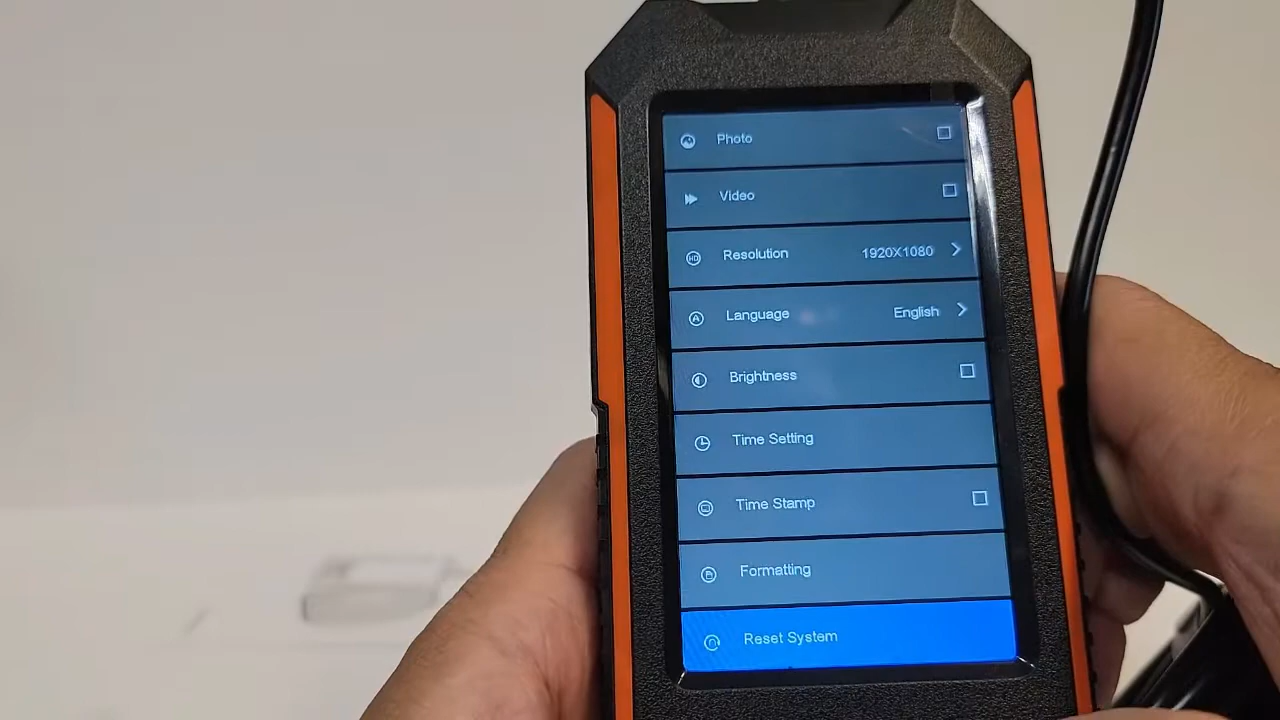 Photo
Video
Resolution 1920X1080
Language English
Brightness
Time Setting
Time Stamp
Formatting
Reset System